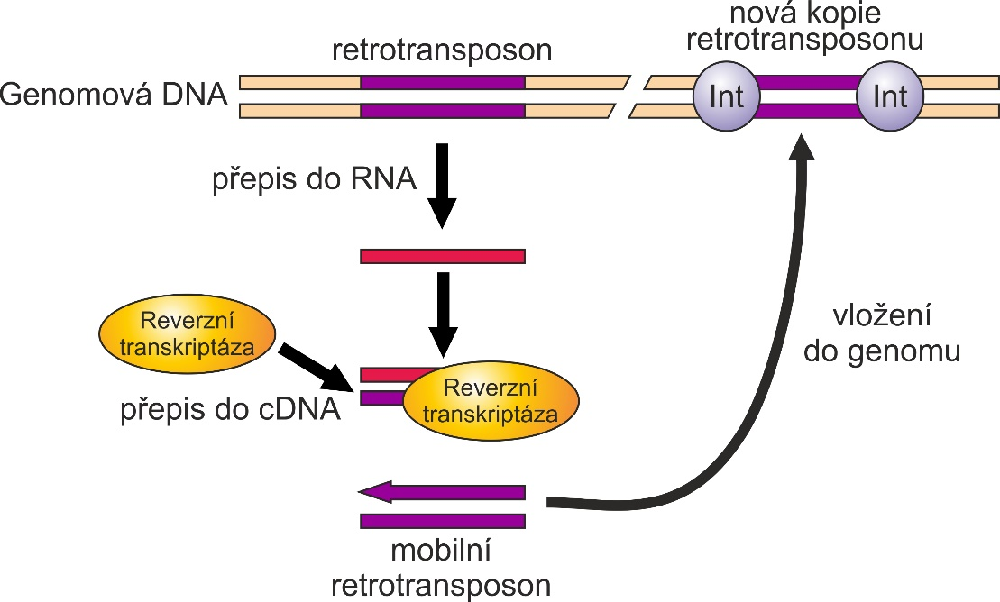 nová kopie
retrotransposonu
retrotransposon
Genomová DNA
Int
Int
přepis do RNA
Reverzní
transkriptáza
vložení
do genomu
přepis do cDNA
Reverzní
transkriptáza
mobilní
retrotransposon